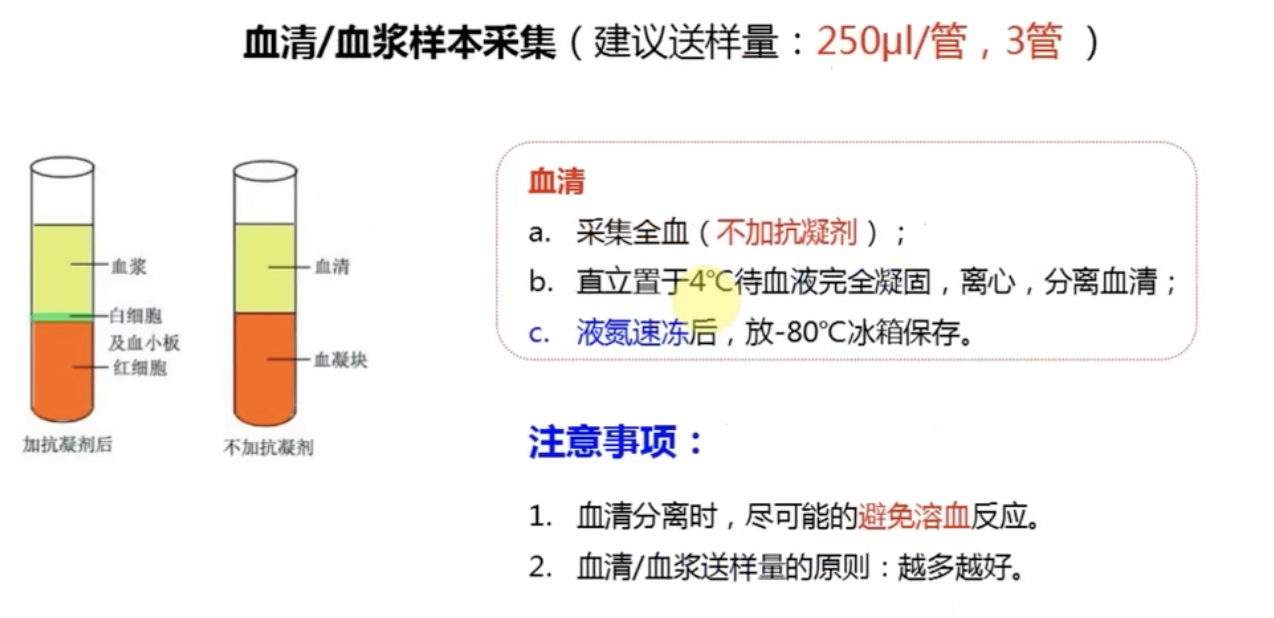 血清/血浆样本采集（建议送样量：250μl/管，3管 ）
血浆
白细胞
及血小板
红细胞
加抗凝剂后
血清
血凝块
不加抗凝剂
血清
a. 采集全血（不加抗凝剂）；
b. 直立置于4℃待血液完全凝固，离心，分离血清；
c. 液氮速冻后，放-80℃冰箱保存。
注意事项：
1. 血清分离时，尽可能的避免溶血反应。
2. 血清/血浆送样量的原则：越多越好。